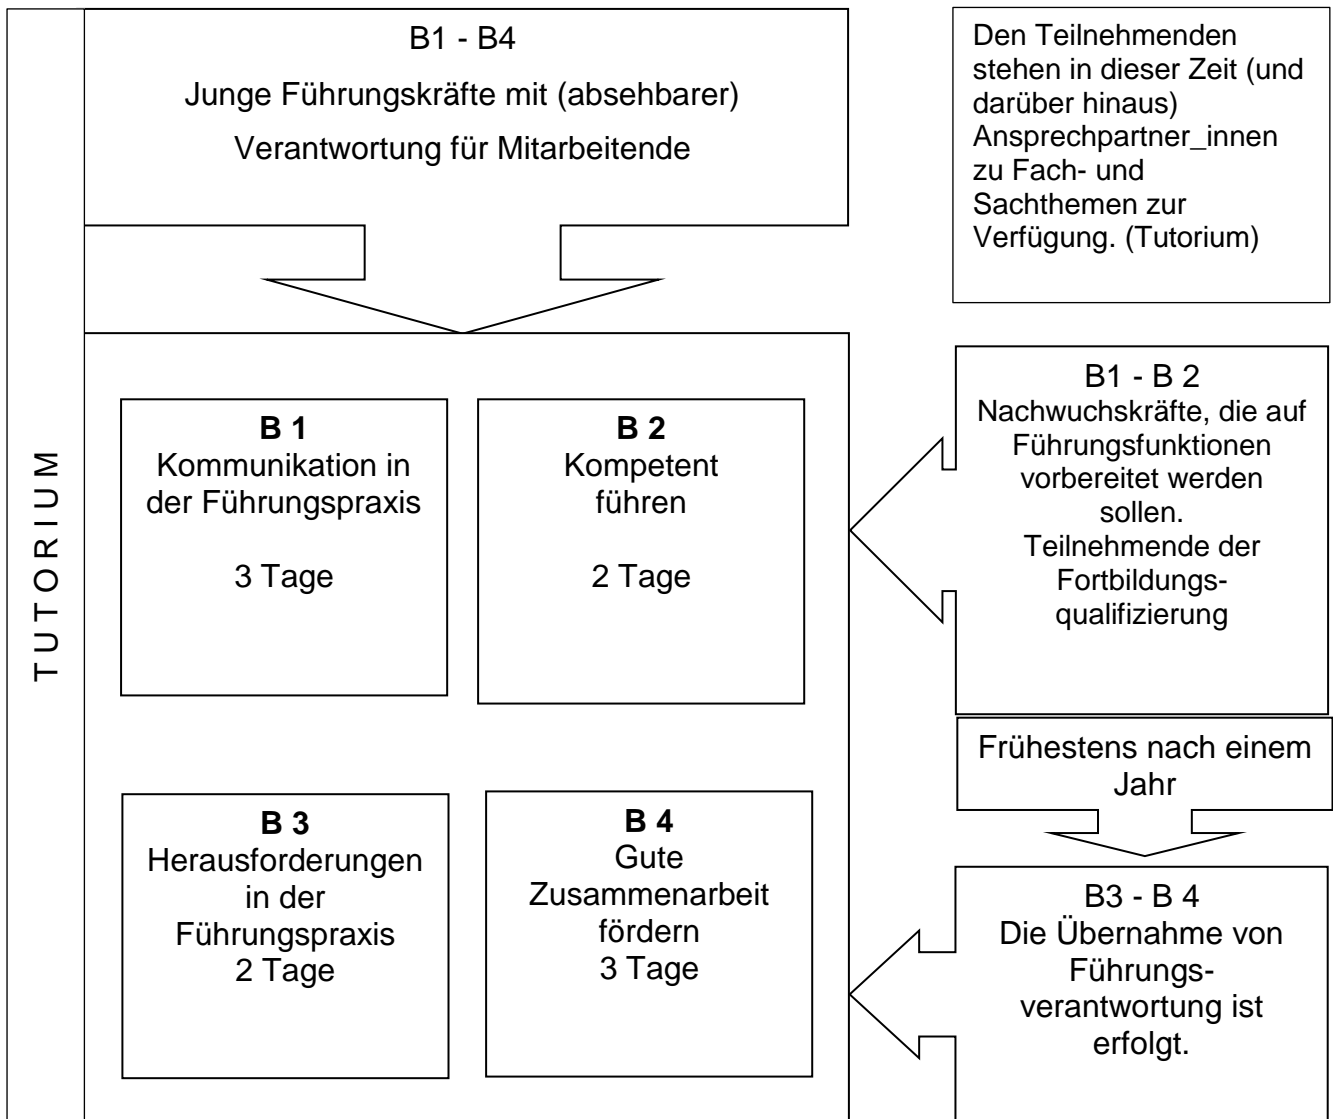 B1 - B4
Junge Führungskräfte mit (absehbarer)
Verantwortung für Mitarbeitende
Den Teilnehmenden
stehen in dieser Zeit (und
darüber hinaus)
Ansprechpartner_innen
zu Fach- und
Sachthemen zur
Verfügung. (Tutorium)
T U T O R I U M
B 1
Kommunikation in
der Führungspraxis
3 Tage
B 2
Kompetent
führen
2 Tage
B1 - B 2
Nachwuchskräfte, die auf
Führungsfunktionen
vorbereitet werden
sollen.
Teilnehmende der
Fortbildungs-
qualifizierung
Frühestens nach einem
Jahr
B 3
Herausforderungen
in der
Führungspraxis
2 Tage
B 4
Gute
Zusammenarbeit
fördern
3 Tage
B3 - B 4
Die Übernahme von
Führungs-
verantwortung ist
erfolgt.